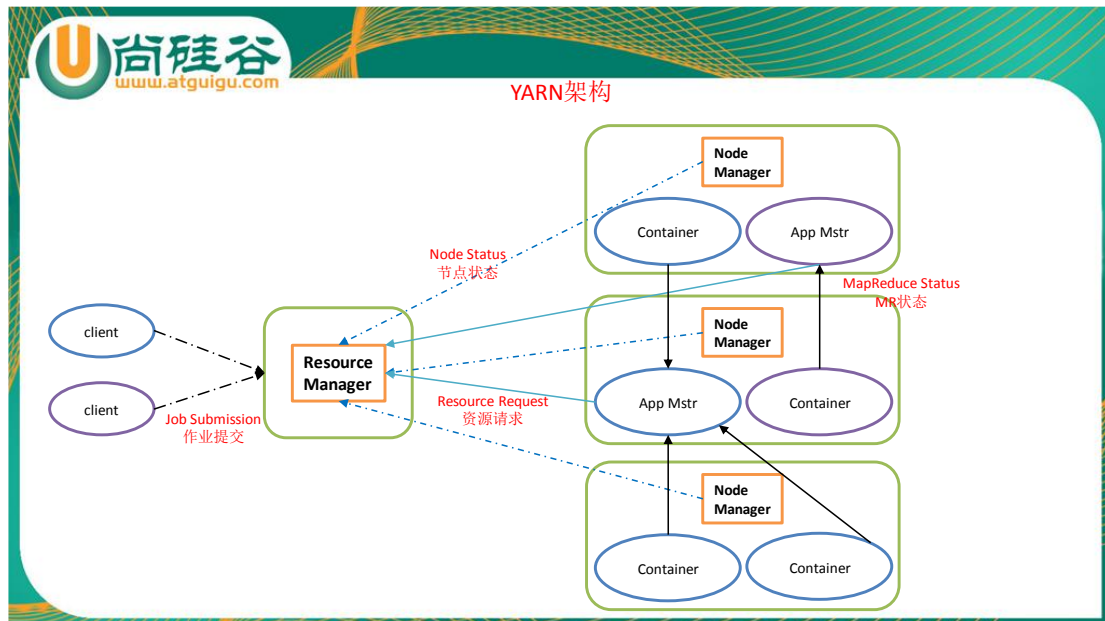 尚硅谷
www.atguigu.com
YARN架构
Node
Manager
Container
App Mstr
Node Status
节点状态
MapReduce Status
MR状态
client
client
Resource
Manager
Node
Manager
App Mstr
Container
Resource Request
资源请求
Job Submission
作业提交
Node
Manager
Container
Container